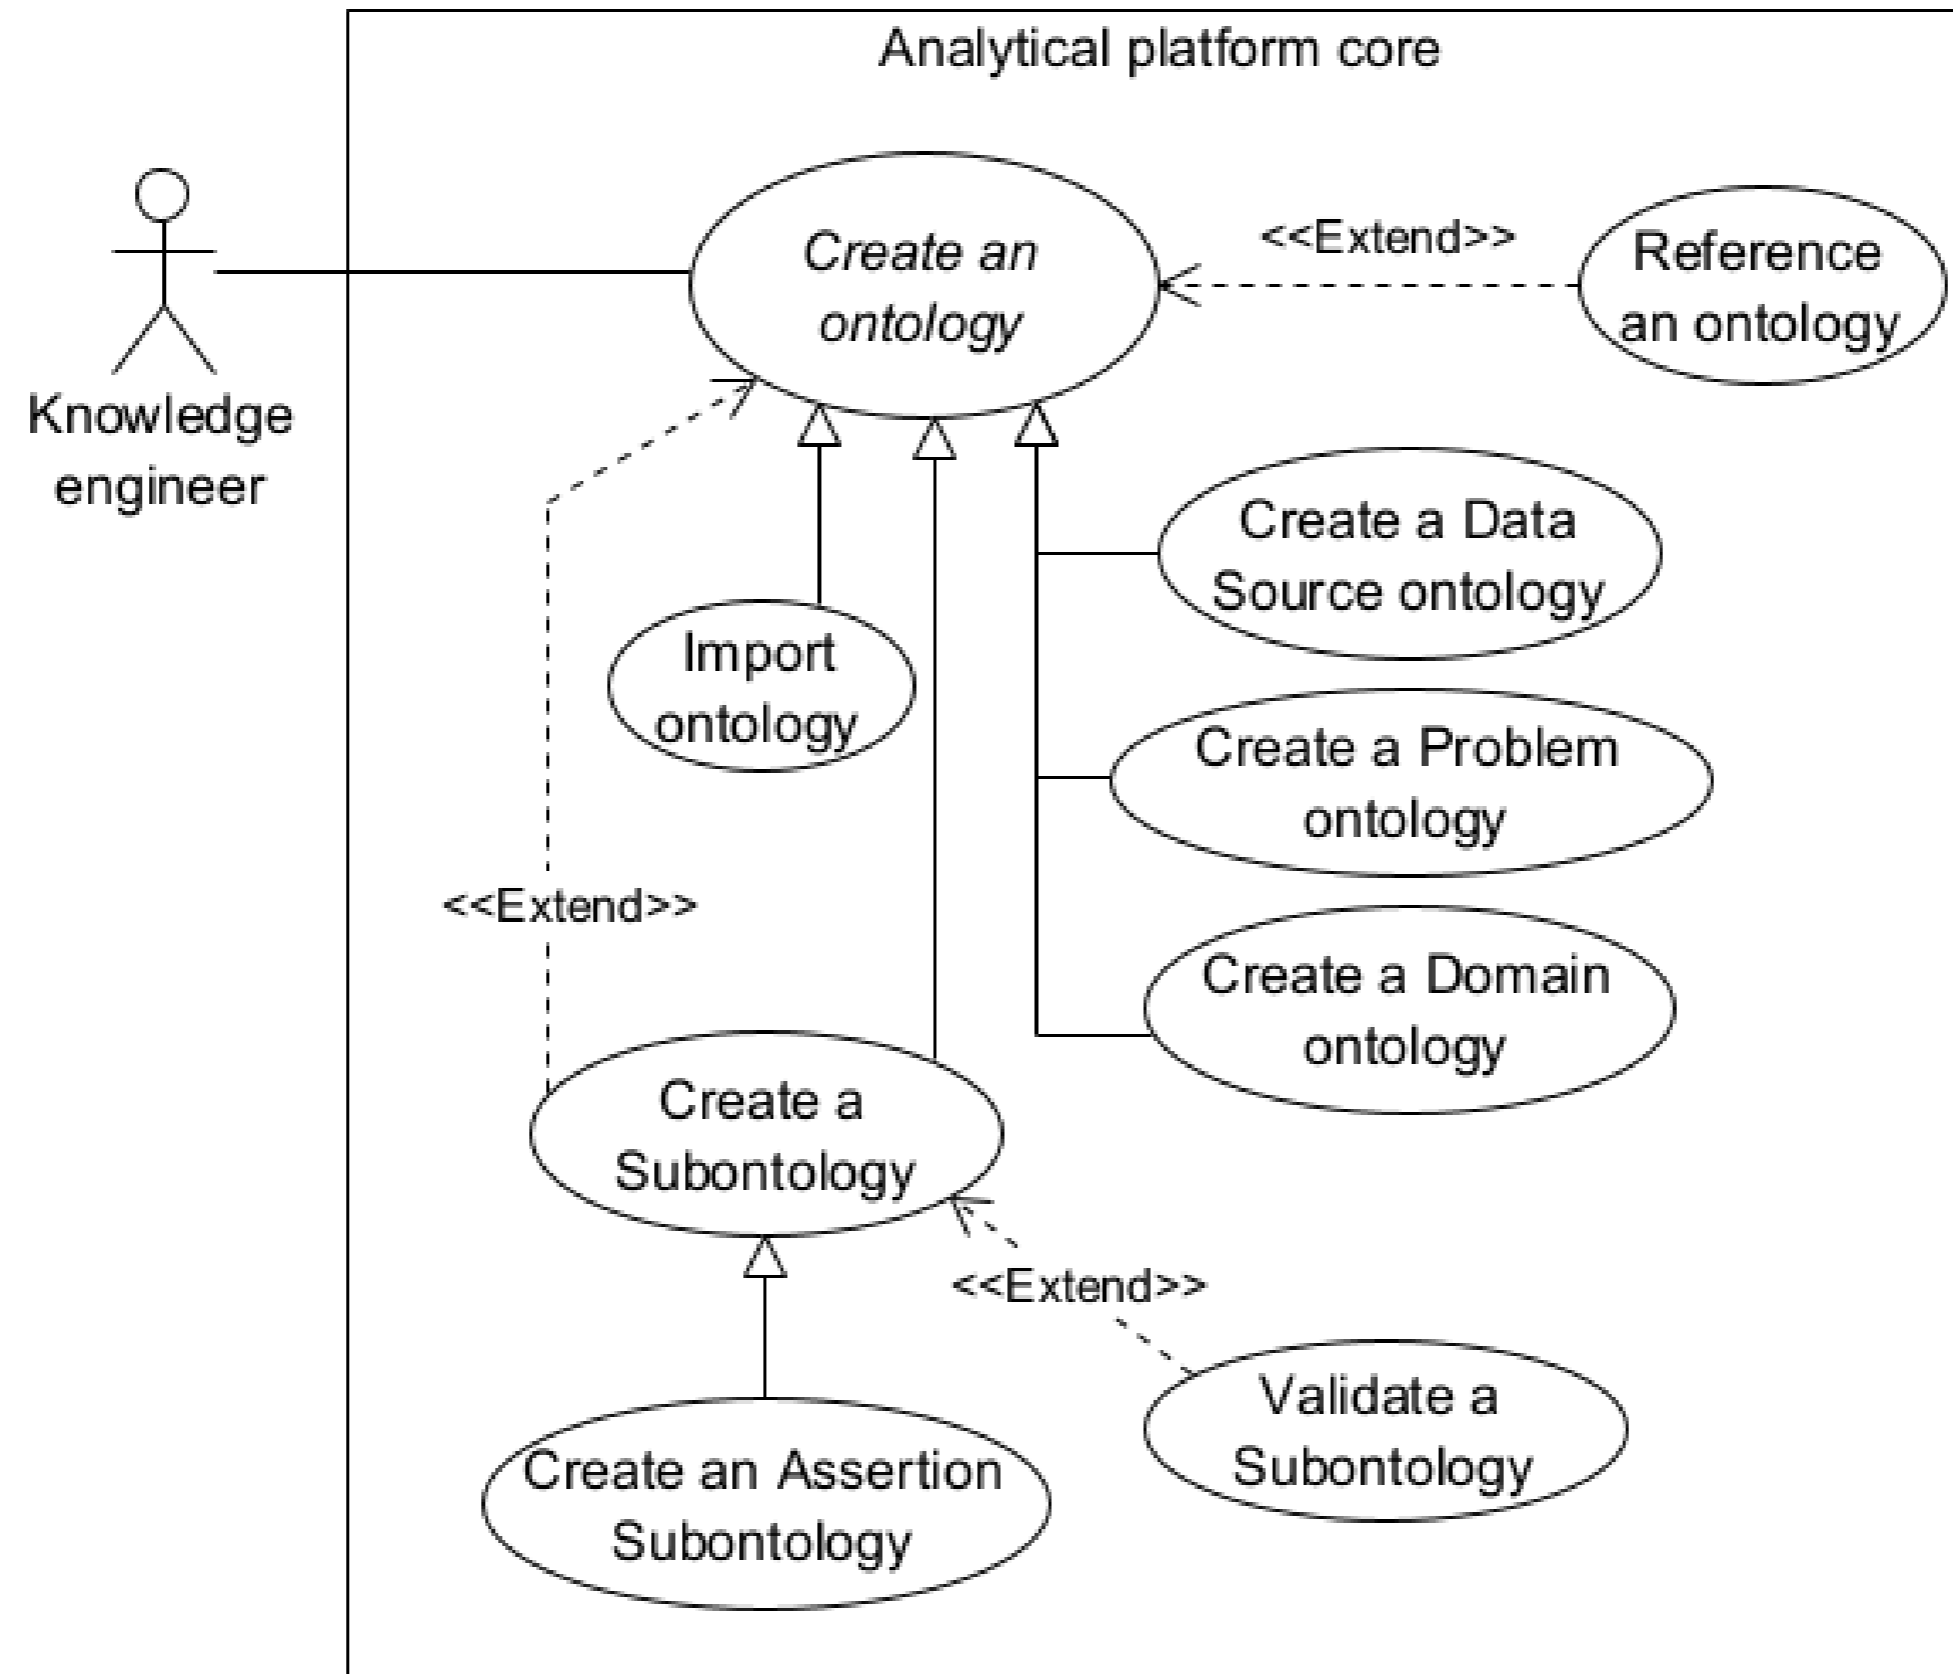 Analytical platform core
Create an
ontology
<<Extend>>
Reference
an ontology
Knowledge
engineer
Create a Data
Source ontology
Import
ontology
Create a Problem
ontology
<<Extend>>
Create a Domain
ontology
Create a
Subontology
<<Extend>>
Validate a
Subontology
Create an Assertion
Subontology